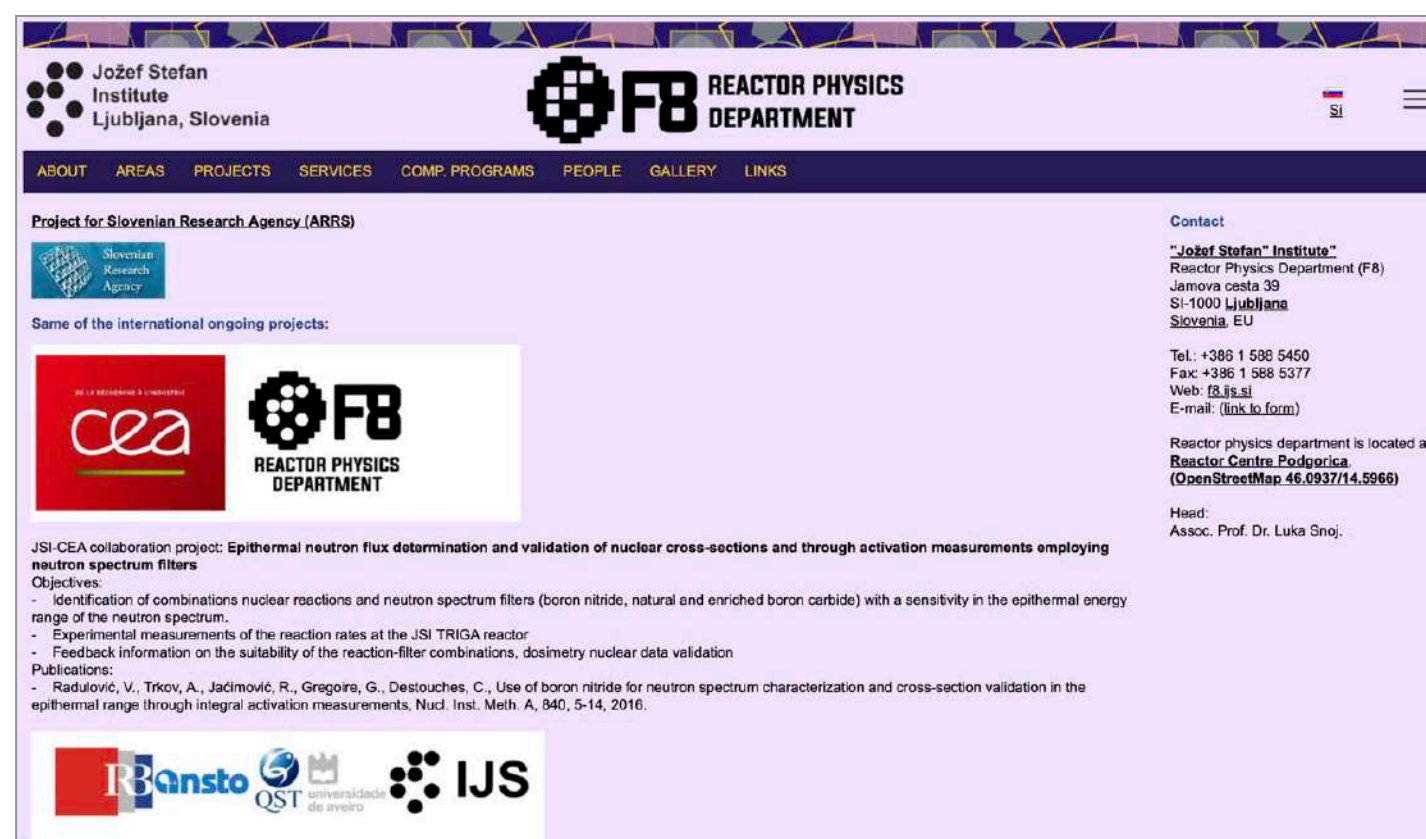 Jožef Stefan
Institute
Ljubljana, Slovenia
F8 REACTOR PHYSICS
DEPARTMENT
Si
ABOUT AREAS PROJECTS SERVICES COMP. PROGRAMS PEOPLE GALLERY LINKS
Project for Slovenian Research Agency (ARRS)
Slovenian
Research
Agency
Same of the international ongoing projects:
DE LA RECHERCHE À L'INDUSTRIE
cea
F8
REACTOR PHYSICS
DEPARTMENT
JSI-CEA collaboration project: Epithermal neutron flux determination and validation of nuclear cross-sections and through activation measurements employing
neutron spectrum filters
Objectives:
- Identification of combinations nuclear reactions and neutron spectrum filters (boron nitride, natural and enriched boron carbide) with a sensitivity in the epithermal energy
range of the neutron spectrum.
- Experimental measurements of the reaction rates at the JSI TRIGA reactor
- Feedback information on the suitability of the reaction-filter combinations, dosimetry nuclear data validation
Publications:
- Radulović, V., Trkov, A., Jaćimović, R., Gregoire, G., Destouches, C., Use of boron nitride for neutron spectrum characterization and cross-section validation in the
epithermal range through integral activation measurements, Nucl. Inst. Meth. A, 840, 5-14, 2016.
RB ansto QST universidade
de aveiro IJS
Contact
"Jožef Stefan" Institute"
Reactor Physics Department (F8)
Jamova cesta 39
SI-1000 Ljubljana
Slovenia, EU
Tel.: +386 1 588 5450
Fax: +386 1 588 5377
Web: f8.ijs.si
E-mail: (link to form)
Reactor physics department is located a
Reactor Centre Podgorica,
(OpenStreetMap 46.0937/14.5966)
Head:
Assoc. Prof. Dr. Luka Snoj.